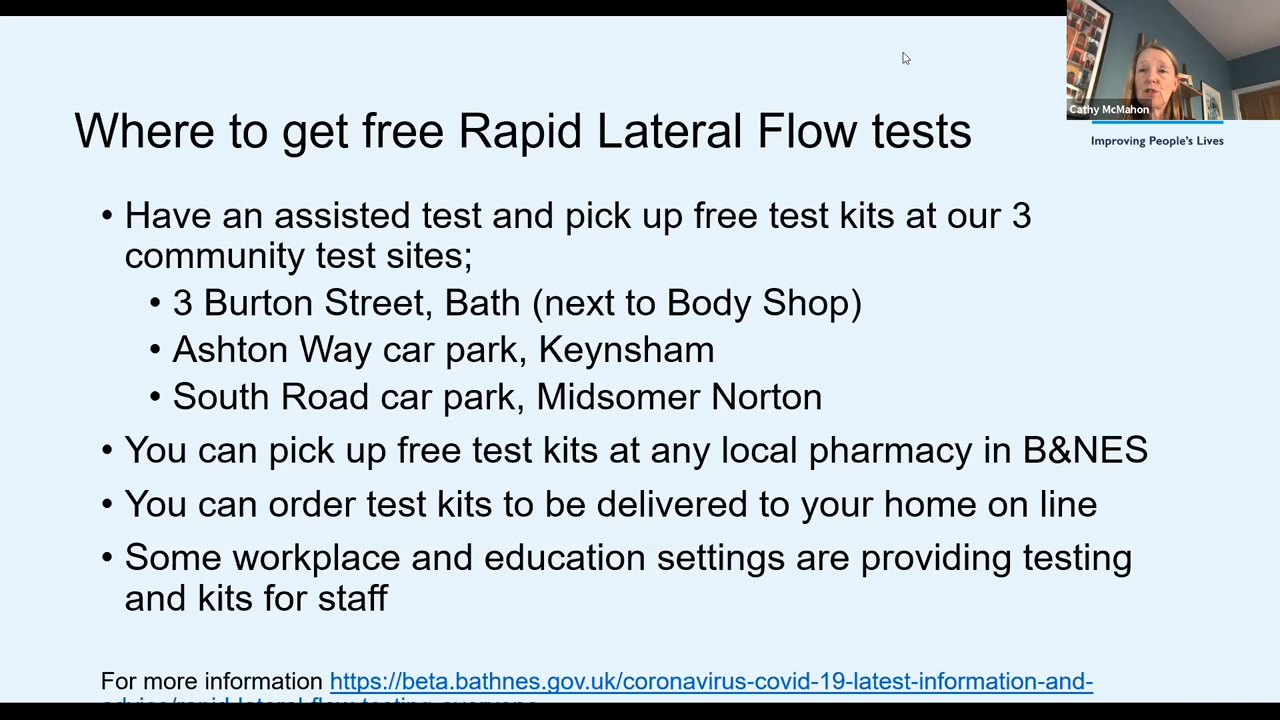 Where to get free Rapid Lateral Flow tests
Cathy McMahon
Improving People's Lives
• Have an assisted test and pick up free test kits at our 3
community test sites;
• 3 Burton Street, Bath (next to Body Shop)
• Ashton Way car park, Keynsham
• South Road car park, Midsomer Norton
• You can pick up free test kits at any local pharmacy in B&NES
• You can order test kits to be delivered to your home on line
• Some workplace and education settings are providing testing
and kits for staff
For more information https://beta.bathnes.gov.uk/coronavirus-covid-19-latest-information-and-